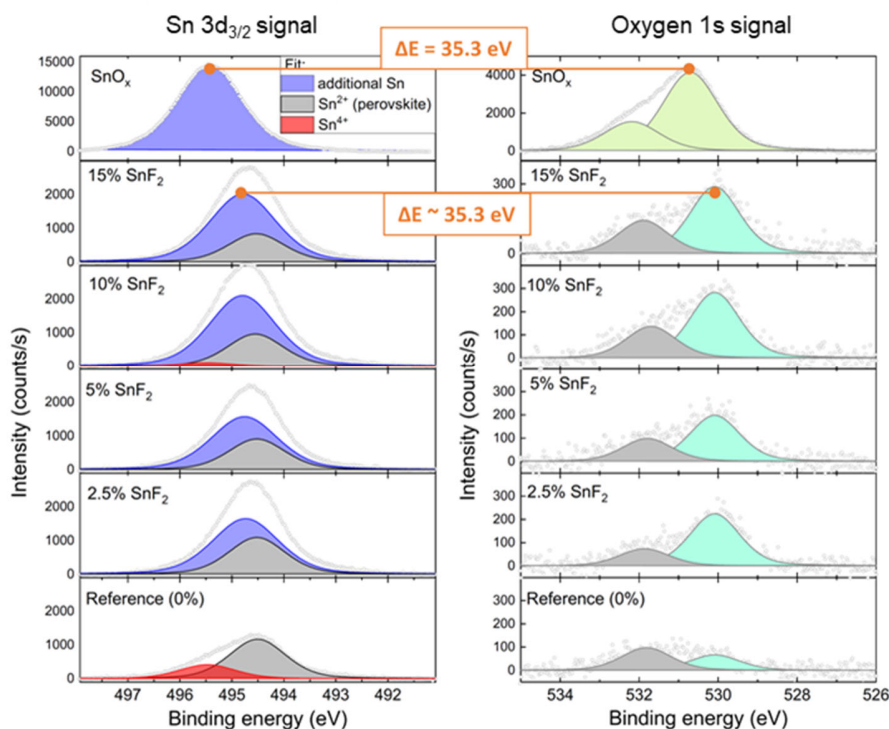 Sn 3d3/2 signal
Oxygen 1s signal
ΔE = 35.3 eV
15000
10000
5000
0
SnOx
Fit:
additional Sn
Sn2+ (perovskite)
Sn4+
4000
2000
0
SnOx
2000
1000
0
15% SnF2
ΔE ~ 35.3 eV
300
200
100
0
15% SnF2
2000
1000
0
10% SnF2
300
200
100
0
10% SnF2
2000
1000
0
5% SnF2
300
200
100
0
5% SnF2
2000
1000
0
2.5% SnF2
300
200
100
0
2.5% SnF2
2000
1000
0
Reference (0%)
300
200
100
0
Reference (0%)
497 496 495 494 493 492
534 532 530 528 526
Binding energy (eV)
Binding energy (eV)
Intensity (counts/s)
Intensity (counts/s)